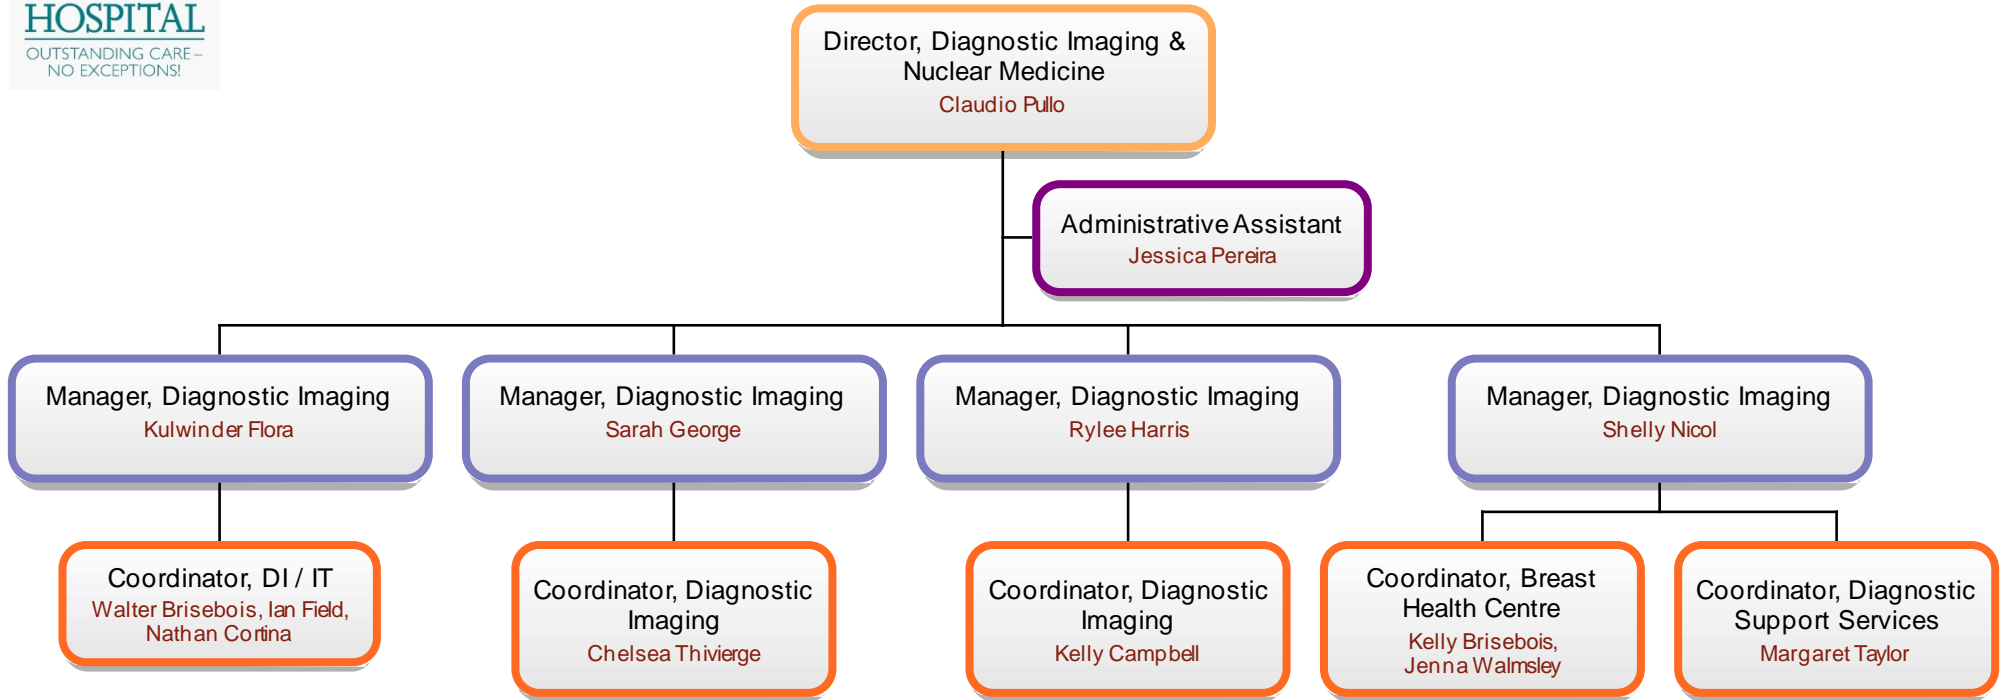 HOSPITAL
OUTSTANDING CARE–
NO EXCEPTIONS!
Director, Diagnostic Imaging &
Nuclear Medicine
Claudio Pullo
Administrative Assistant
Jessica Pereira
Manager, Diagnostic Imaging
Kulwinder Flora
Manager, Diagnostic Imaging
Sarah George
Manager, Diagnostic Imaging
Rylee Harris
Manager, Diagnostic Imaging
Shelly Nicol
Coordinator, DI / IT
Walter Brisebois, Ian Field,
Nathan Cortina
Coordinator, Diagnostic
Imaging
Chelsea Thivierge
Coordinator, Diagnostic
Imaging
Kelly Campbell
Coordinator, Breast
Health Centre
Kelly Brisebois,
Jenna Walmsley
Coordinator, Diagnostic
Support Services
Margaret Taylor